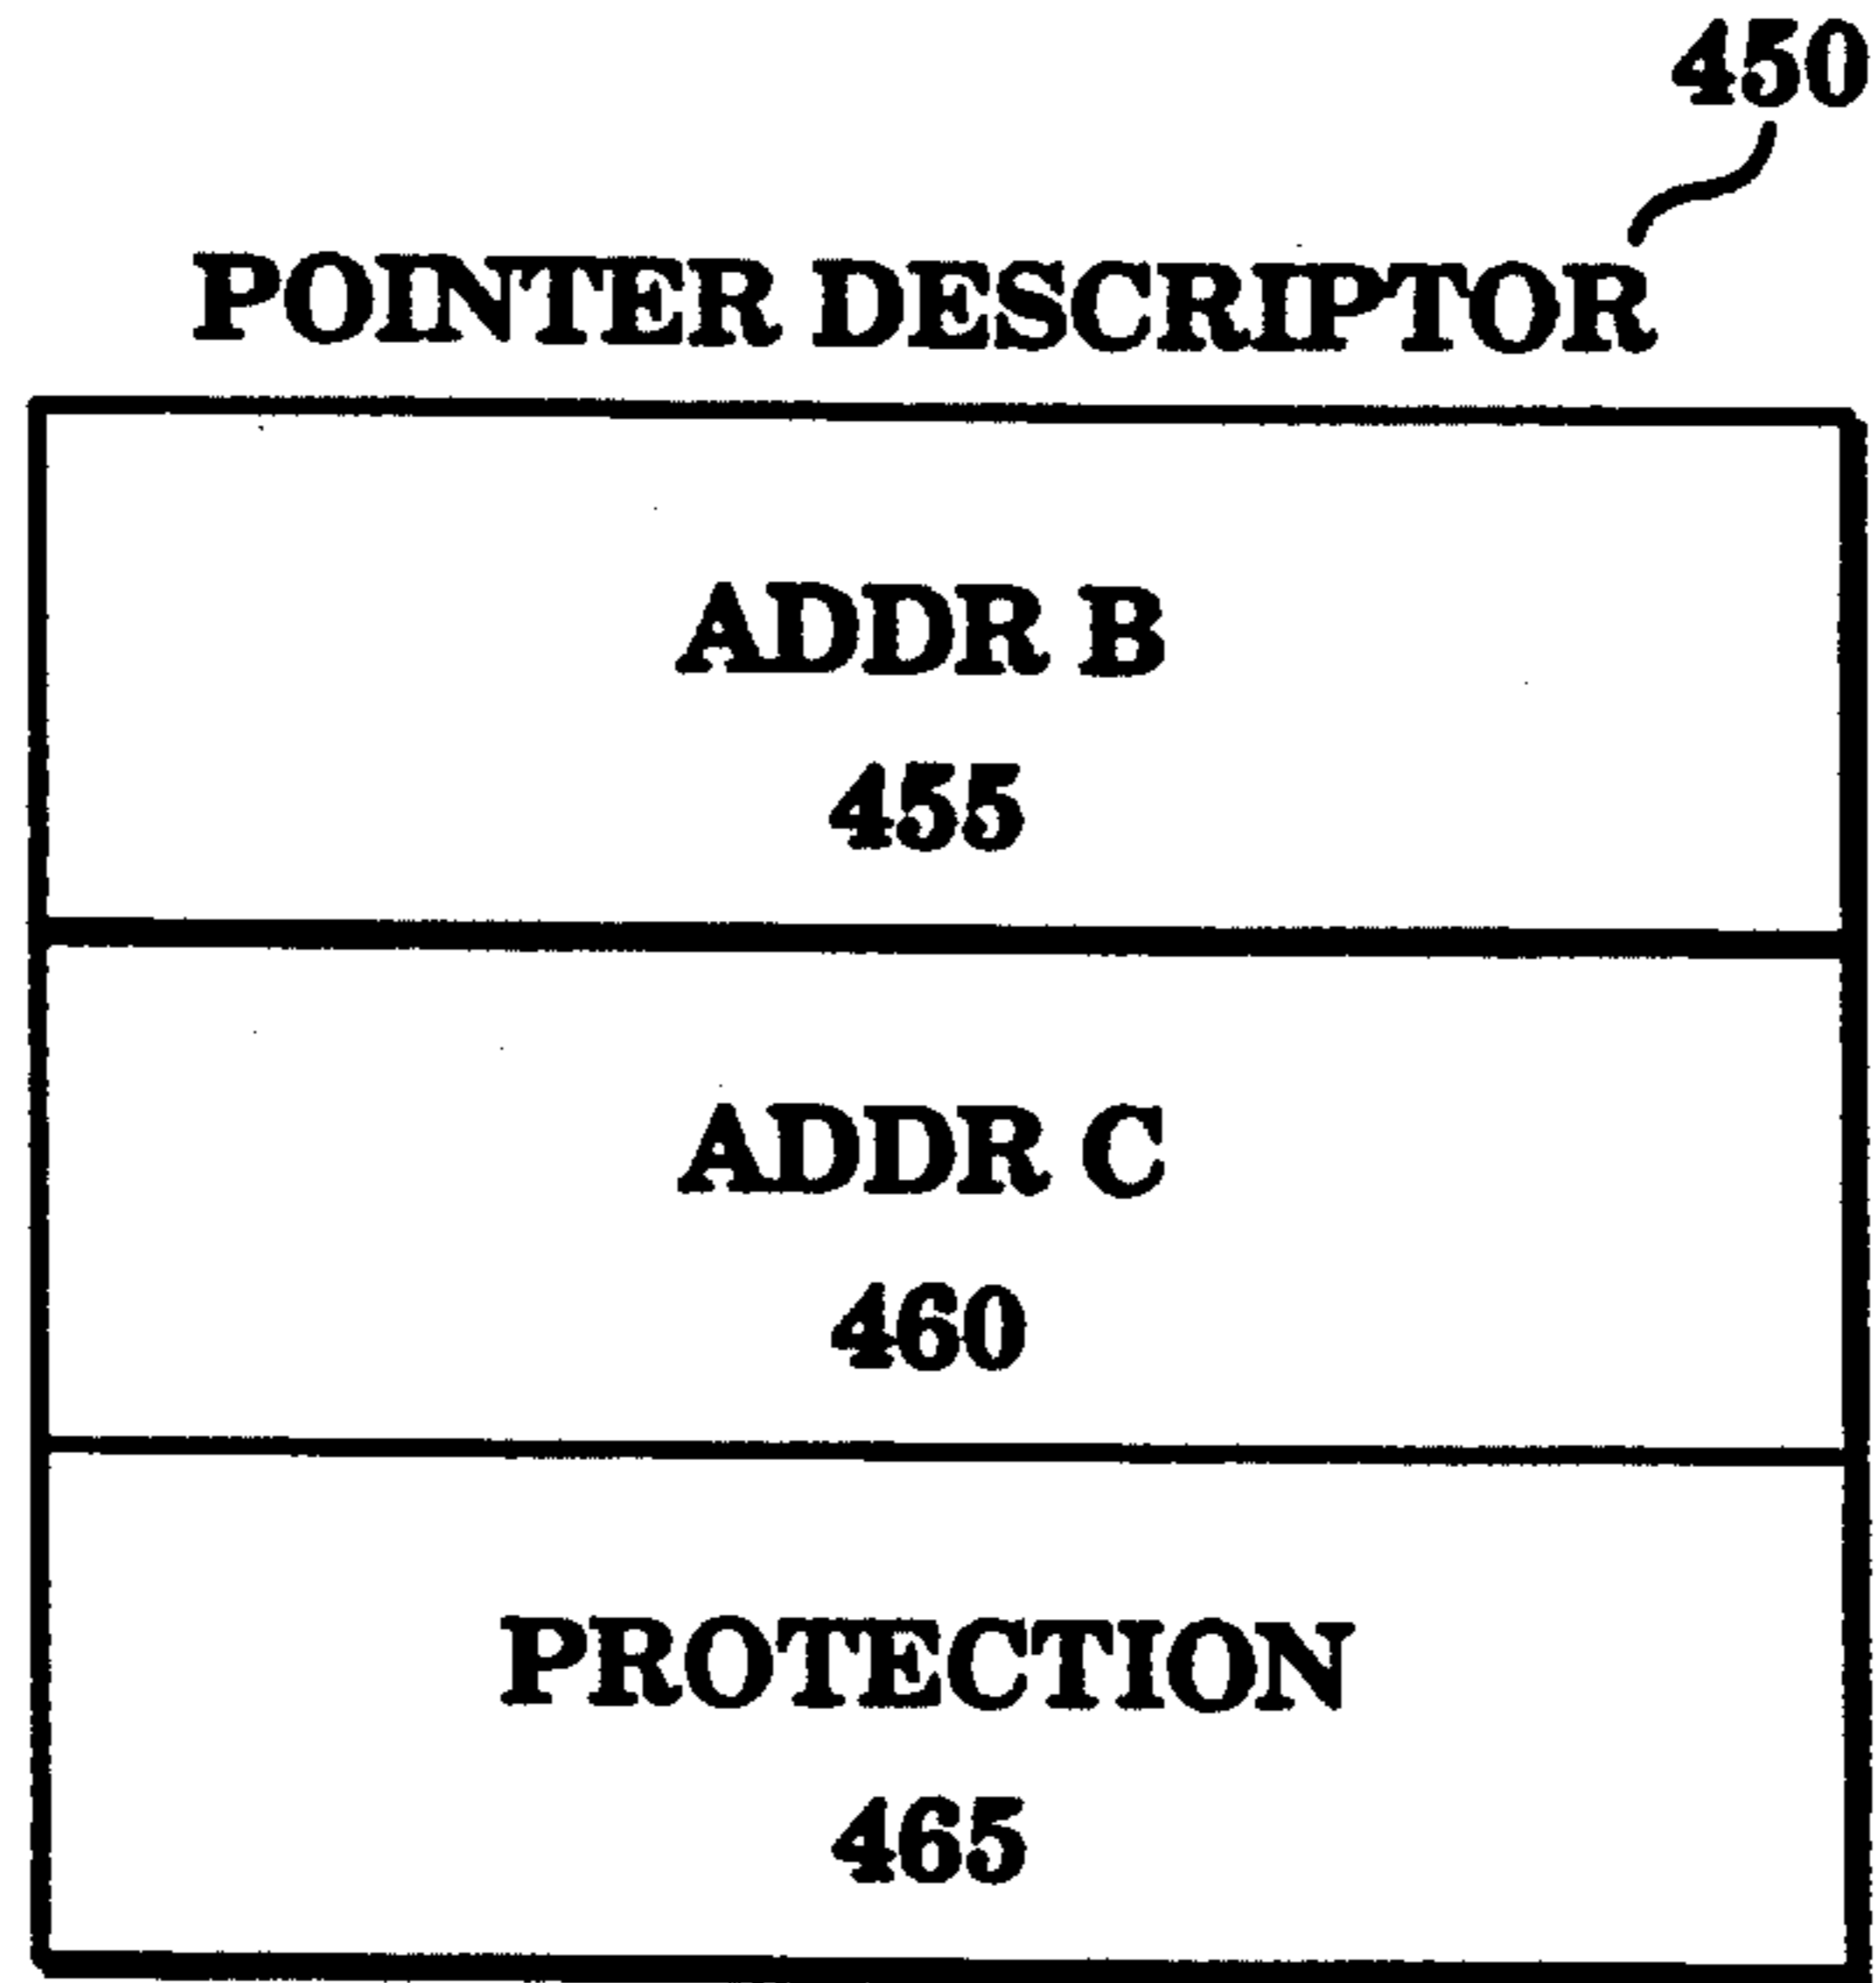 450
POINTER DESCRIPTOR
ADDR B
455
ADDR C
460
PROTECTION
465